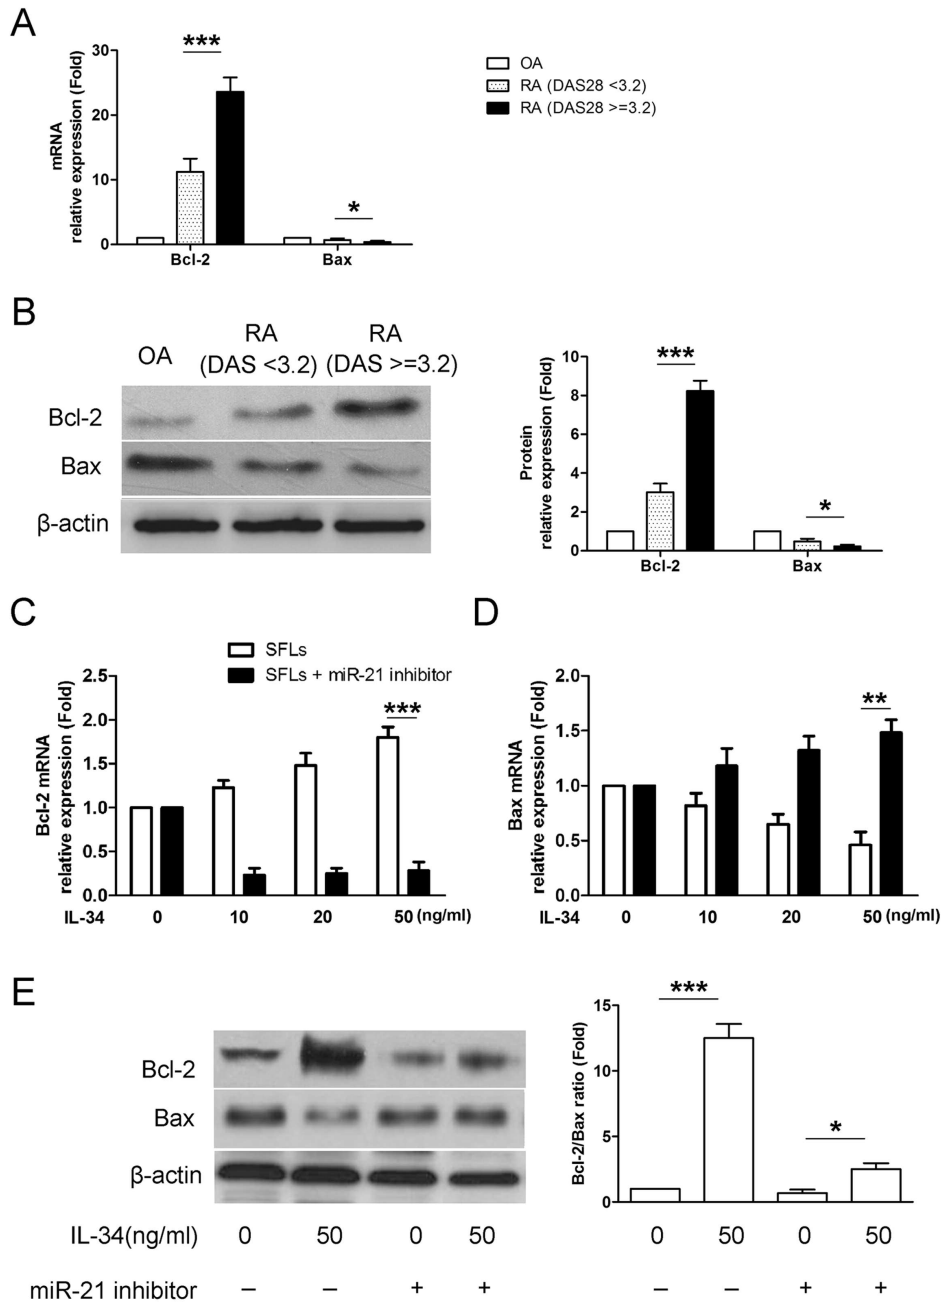 A
***
30
20
10
0
mRNA
relative expression (Fold)
*
Bcl-2
Bax
OA
RA (DAS28 <3.2)
RA (DAS28 >=3.2)
B
OA
RA
(DAS <3.2)
RA
(DAS >=3.2)
Bcl-2
Bax
β-actin
Protein
relative expression (Fold)
10
8
6
4
2
0
***
*
Bcl-2
Bax
C
SFLs
SFLs + miR-21 inhibitor
Bcl-2 mRNA
relative expression (Fold)
2.5
2.0
1.5
1.0
0.5
0.0
***
IL-34
0
10
20
50 (ng/ml)
D
Bax mRNA
relative expression (Fold)
2.0
1.5
1.0
0.5
0.0
**
IL-34
0
10
20
50 (ng/ml)
E
Bcl-2
Bax
β-actin
IL-34(ng/ml) 0 50 0 50
miR-21 inhibitor – – + +
Bcl-2/Bax ratio (Fold)
15
10
5
0
***
*
0 50 0 50
– – + +